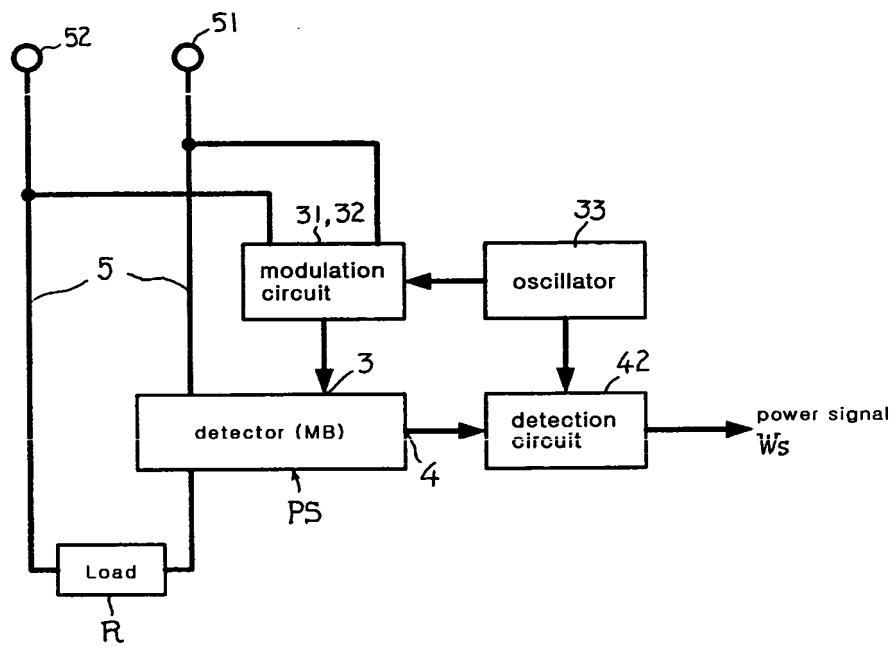 52
51
31,32
33
modulation
circuit
oscillator
5
3
42
detector (MB)
detection
circuit
power signal
Ws
4
PS
Load
R